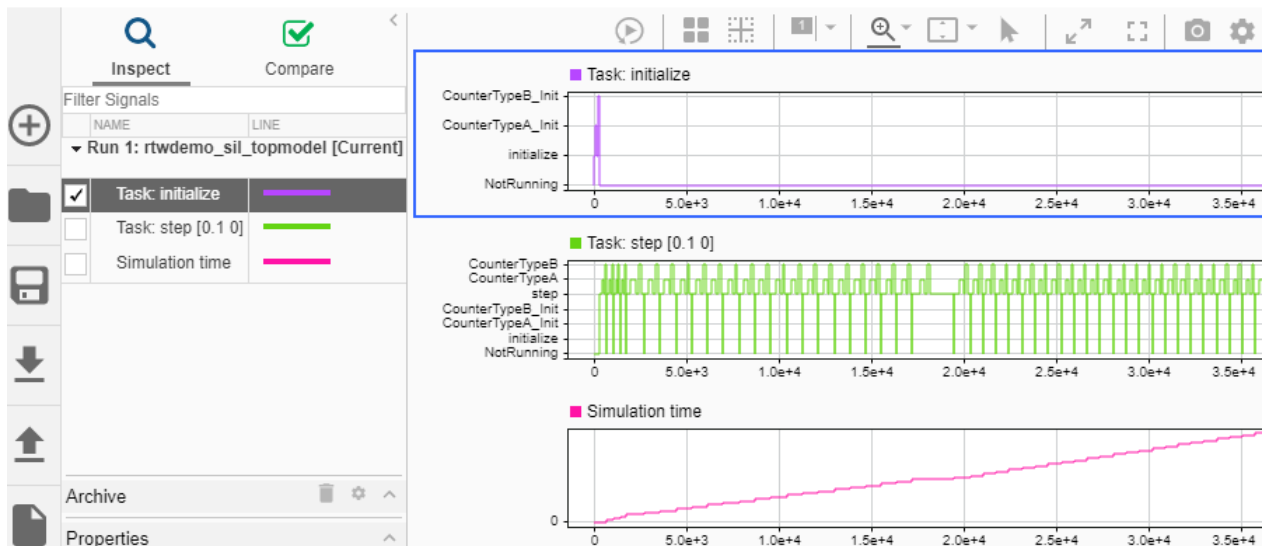 Inspect
Compare
Filter Signals
NAME
LINE
Run 1: rtwdemo_sil_topmodel [Current]
Task: initialize
Task: step [0.1 0]
Simulation time
Archive
Properties
1
Task: initialize
CounterTypeB_Init
CounterTypeA_Init
initialize
NotRunning
0 5.0e+3 1.0e+4 1.5e+4 2.0e+4 2.5e+4 3.0e+4 3.5e+4
Task: step [0.1 0]
CounterTypeB
CounterTypeA
step
CounterTypeB_Init
CounterTypeA_Init
initialize
NotRunning
0 5.0e+3 1.0e+4 1.5e+4 2.0e+4 2.5e+4 3.0e+4 3.5e+4
Simulation time
0
0 5.0e+3 1.0e+4 1.5e+4 2.0e+4 2.5e+4 3.0e+4 3.5e+4